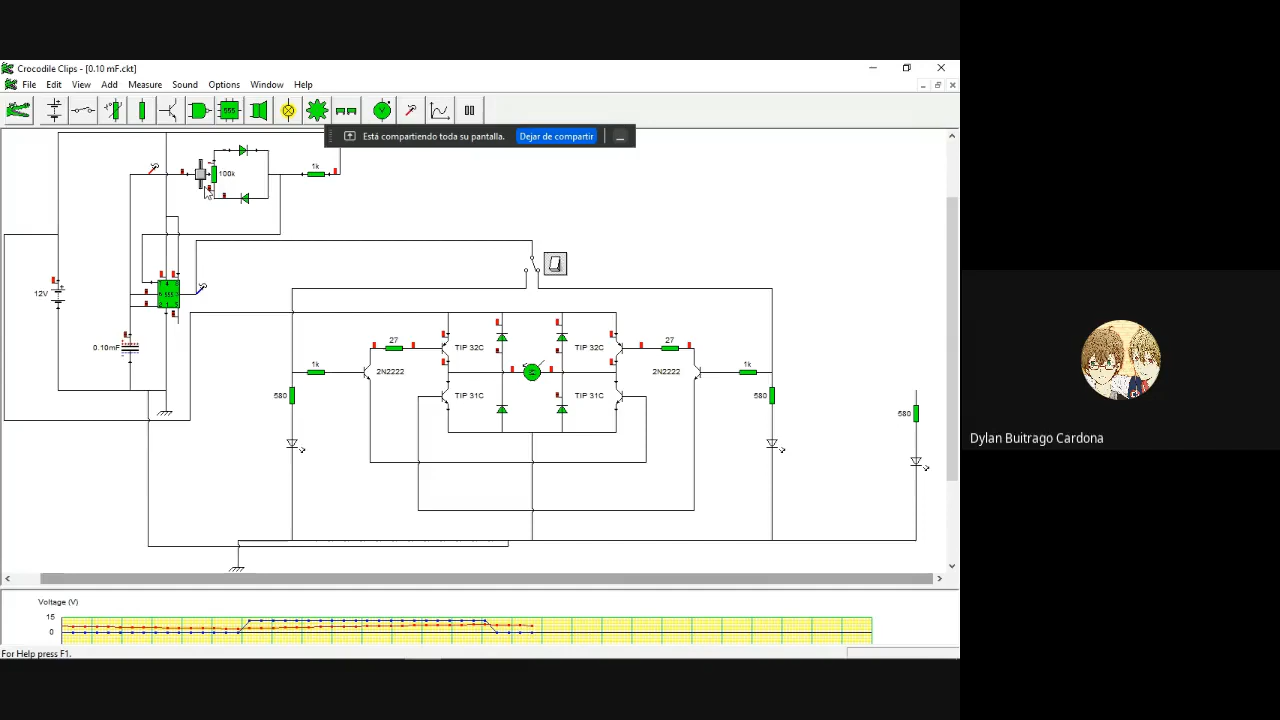 Crocodile Clips - [0.10 mF.ckt]
File Edit View Add Measure Sound Options Window Help
555
V
Está compartiendo toda su pantalla.
Dejar de compartir
100k
1k
12V
555
0.10mF
27
TIP 32C
TIP 32C
27
1k
2N2222
2N2222
1k
580
TIP 31C
TIP 31C
580
580
Dylan Buitrago Cardona
Voltage (V)
15
0
For Help press F1.